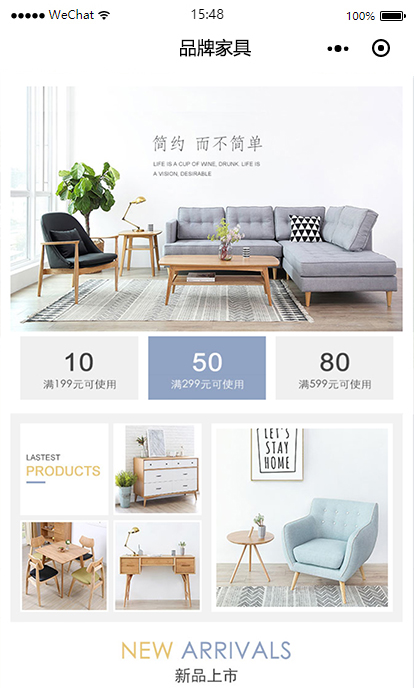 WeChat 15:48 100%
品牌家具
简约 而不简单
LIFE IS A CUP OF WINE, DRUNK. LIFE IS
A VISION, DESIRABLE
10 50 80
满199元可使用 满299元可使用 满599元可使用
LASTEST
PRODUCTS
LET'S
STAY
HOME
NEW ARRIVALS
新品上市